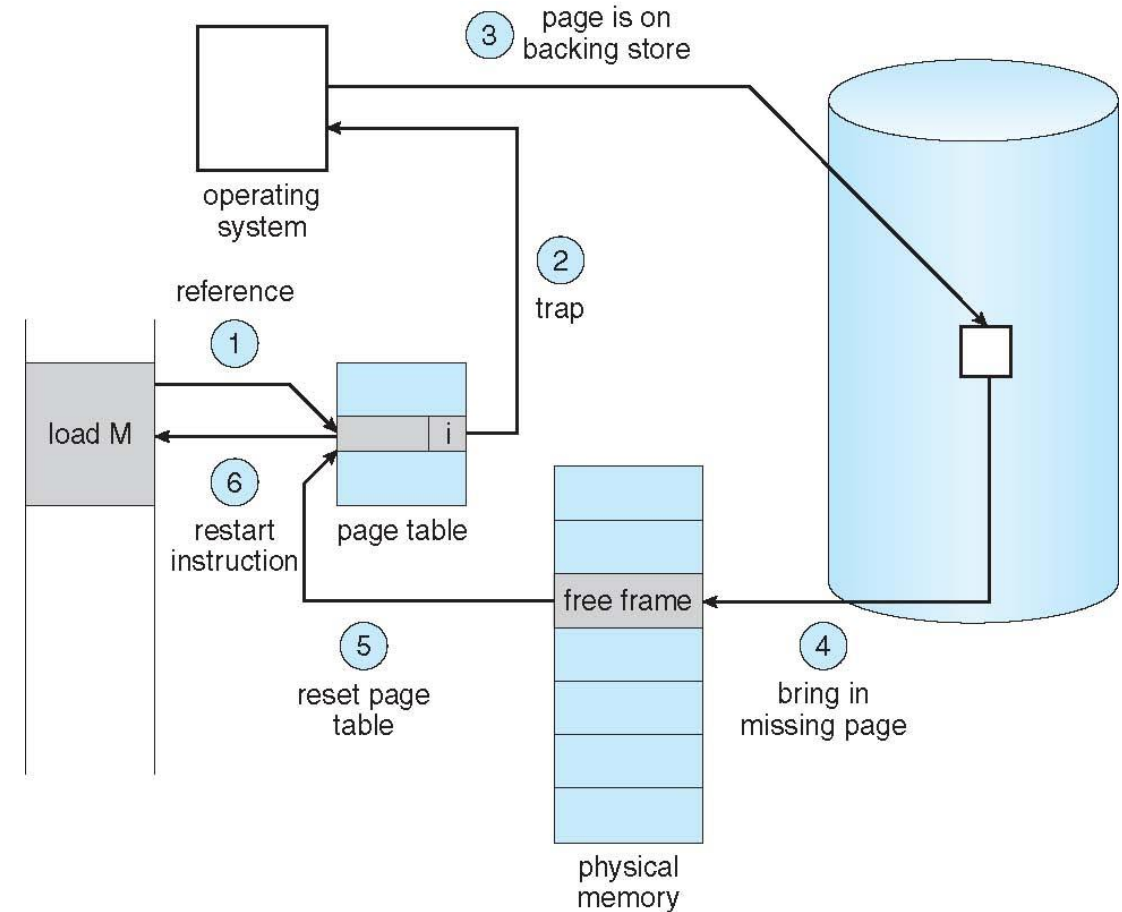 3
page is on
backing store
operating
system
2
trap
reference
1
load M
i
6
restart
instruction
page table
free frame
5
reset page
table
4
bring in
missing page
physical
memory